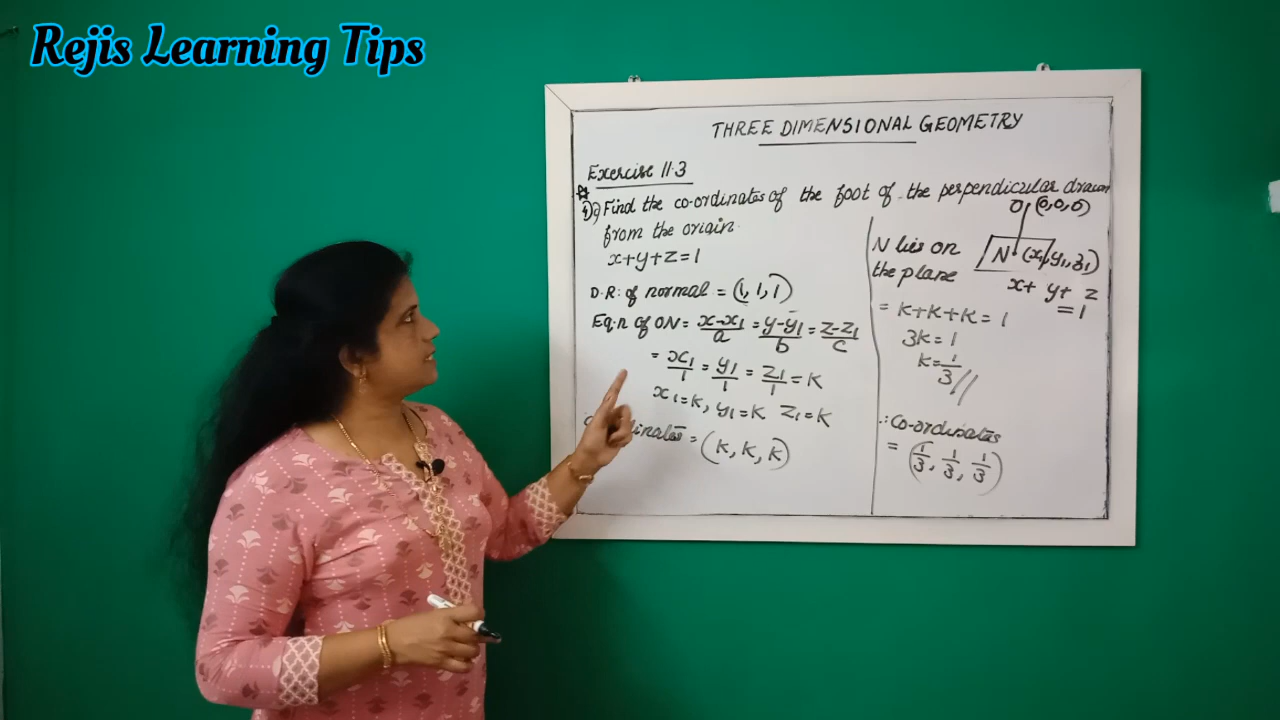 Rejis Learning Tips
THREE DIMENSIONAL GEOMETRY
Exercise 11.3
4) c) Find the co-ordinates of the foot of the perpendicular drawn
from the origin.
x+y+z=1
D.R: of normal = (1, 1, 1)
Eq.n of ON = x-x1/a = y-y1/b = z-z1/c
= x1/1 = y1/1 = z1/1 = K
x1=K, y1=K z1=K
inates = (K, K, K)
O (0,0,0)
N lies on
the plane
N (x1,y1,z1)
x+ y+ z
=1
= K+K+K=1
3K=1
K=1/3//
∴ Co-ordinates
= (1/3, 1/3, 1/3)